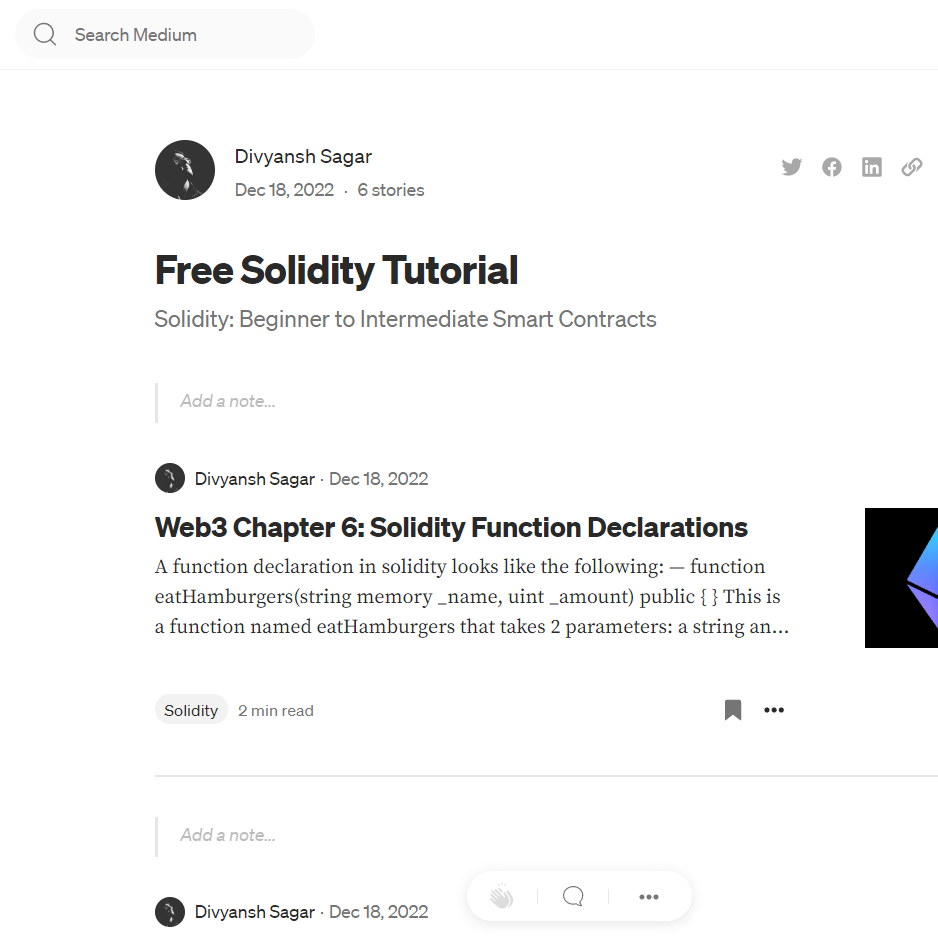 Search Medium
Divyansh Sagar
Dec 18, 2022 · 6 stories
Free Solidity Tutorial
Solidity: Beginner to Intermediate Smart Contracts
Add a note...
Divyansh Sagar · Dec 18, 2022
Web3 Chapter 6: Solidity Function Declarations
A function declaration in solidity looks like the following: — function
eatHamburgers(string memory _name, uint _amount) public { } This is
a function named eatHamburgers that takes 2 parameters: a string an...
Solidity 2 min read
Add a note...
Divyansh Sagar · Dec 18, 2022